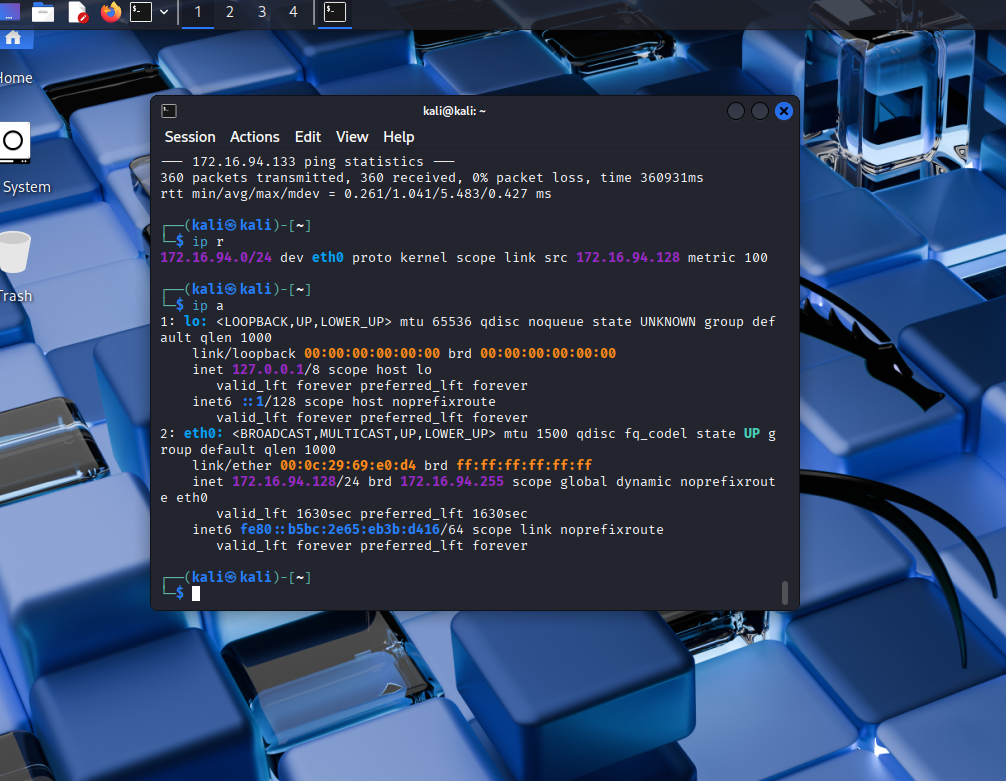 1 2 3 4
Home
System
Trash
kali@kali: ~
Session Actions Edit View Help
─── 172.16.94.133 ping statistics ───
360 packets transmitted, 360 received, 0% packet loss, time 360931ms
rtt min/avg/max/mdev = 0.261/1.041/5.483/0.427 ms
┌──(kali㉿kali)-[~]
└─$ ip r
172.16.94.0/24 dev eth0 proto kernel scope link src 172.16.94.128 metric 100
┌──(kali㉿kali)-[~]
└─$ ip a
1: lo: <LOOPBACK,UP,LOWER_UP> mtu 65536 qdisc noqueue state UNKNOWN group def
ault qlen 1000
link/loopback 00:00:00:00:00:00 brd 00:00:00:00:00:00
inet 127.0.0.1/8 scope host lo
valid_lft forever preferred_lft forever
inet6 ::1/128 scope host noprefixroute
valid_lft forever preferred_lft forever
2: eth0: <BROADCAST,MULTICAST,UP,LOWER_UP> mtu 1500 qdisc fq_codel state UP g
roup default qlen 1000
link/ether 00:0c:29:69:e0:d4 brd ff:ff:ff:ff:ff:ff
inet 172.16.94.128/24 brd 172.16.94.255 scope global dynamic noprefixrout
e eth0
valid_lft 1630sec preferred_lft 1630sec
inet6 fe80::b5bc:2e65:eb3b:d416/64 scope link noprefixroute
valid_lft forever preferred_lft forever
┌──(kali㉿kali)-[~]
└─$